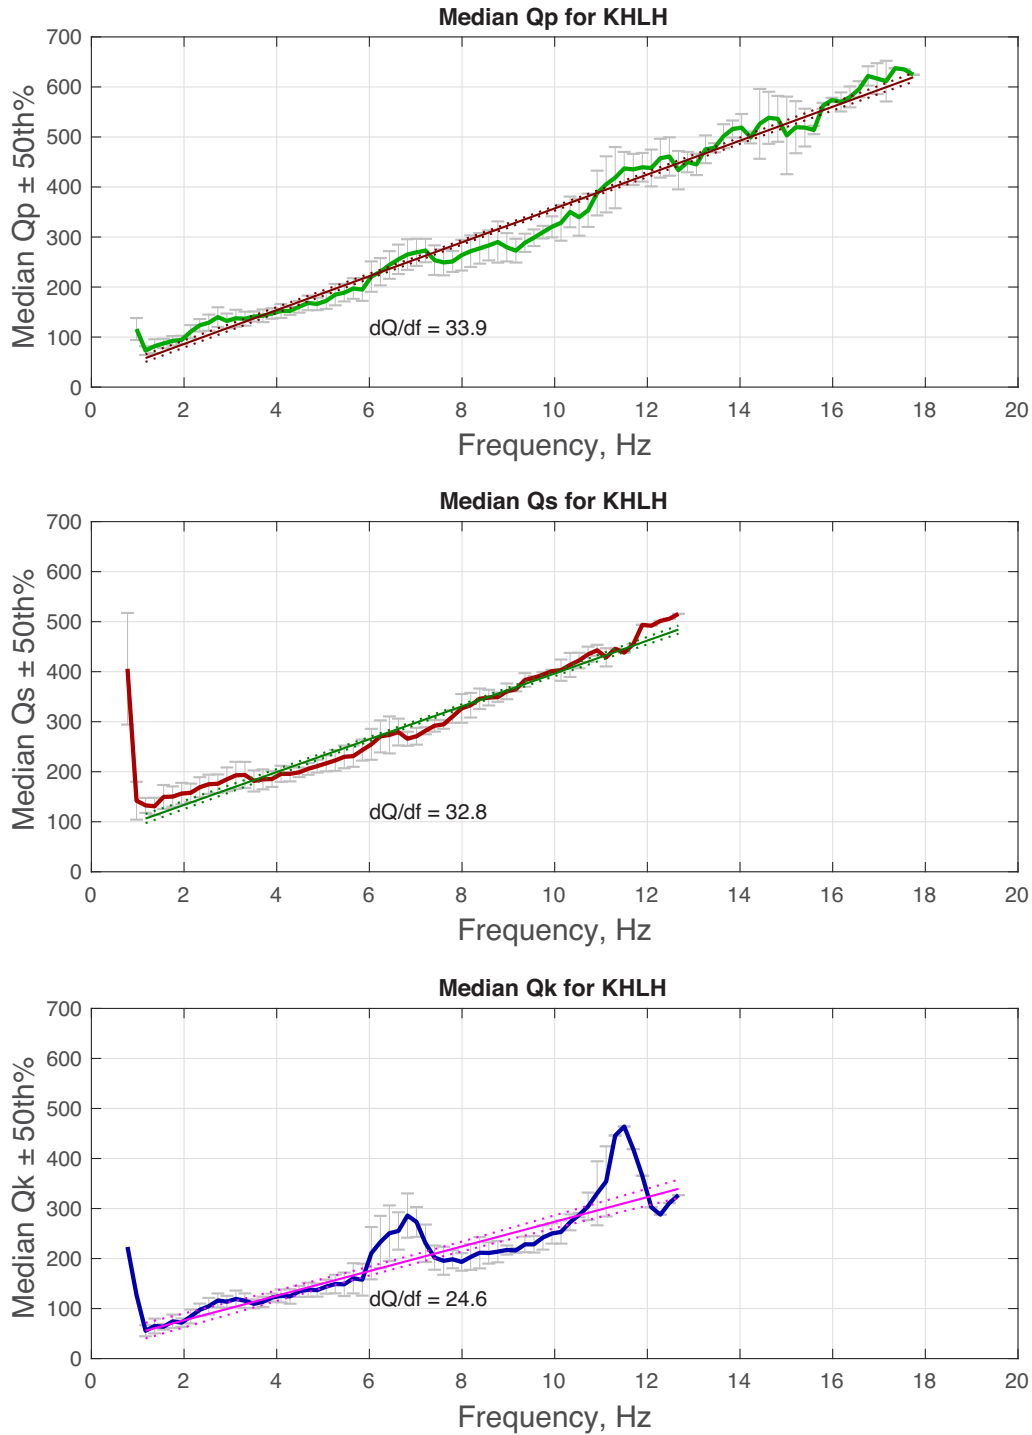 Median Qp for KHLH
Median Qp ± 50th%
700
600
500
400
300
200
100
0
dQ/df = 33.9
0 2 4 6 8 10 12 14 16 18 20
Frequency, Hz
Median Qs for KHLH
Median Qs ± 50th%
700
600
500
400
300
200
100
0
dQ/df = 32.8
0 2 4 6 8 10 12 14 16 18 20
Frequency, Hz
Median Qk for KHLH
Median Qk ± 50th%
700
600
500
400
300
200
100
0
dQ/df = 24.6
0 2 4 6 8 10 12 14 16 18 20
Frequency, Hz